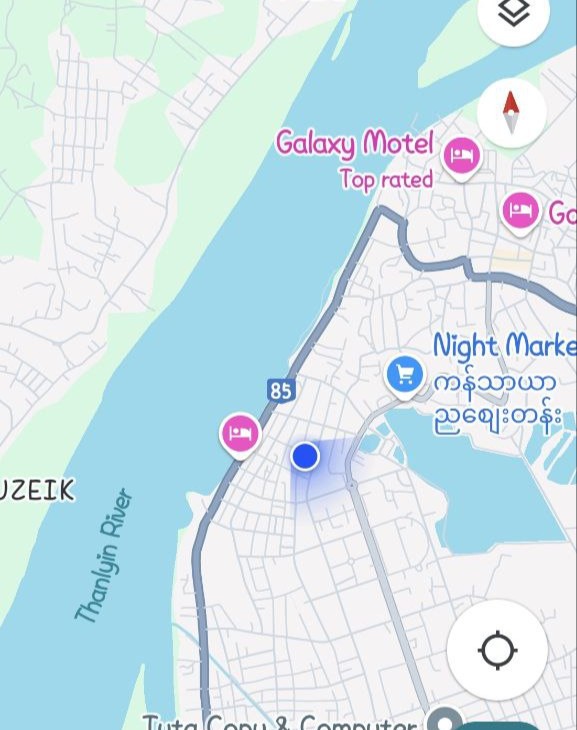 Galaxy Motel
Top rated
Go
Night Marke
ကန်သာယာ
ညဈေးတန်း
85
UZEIK
Thanlyin River
Tuta Copy & Computer